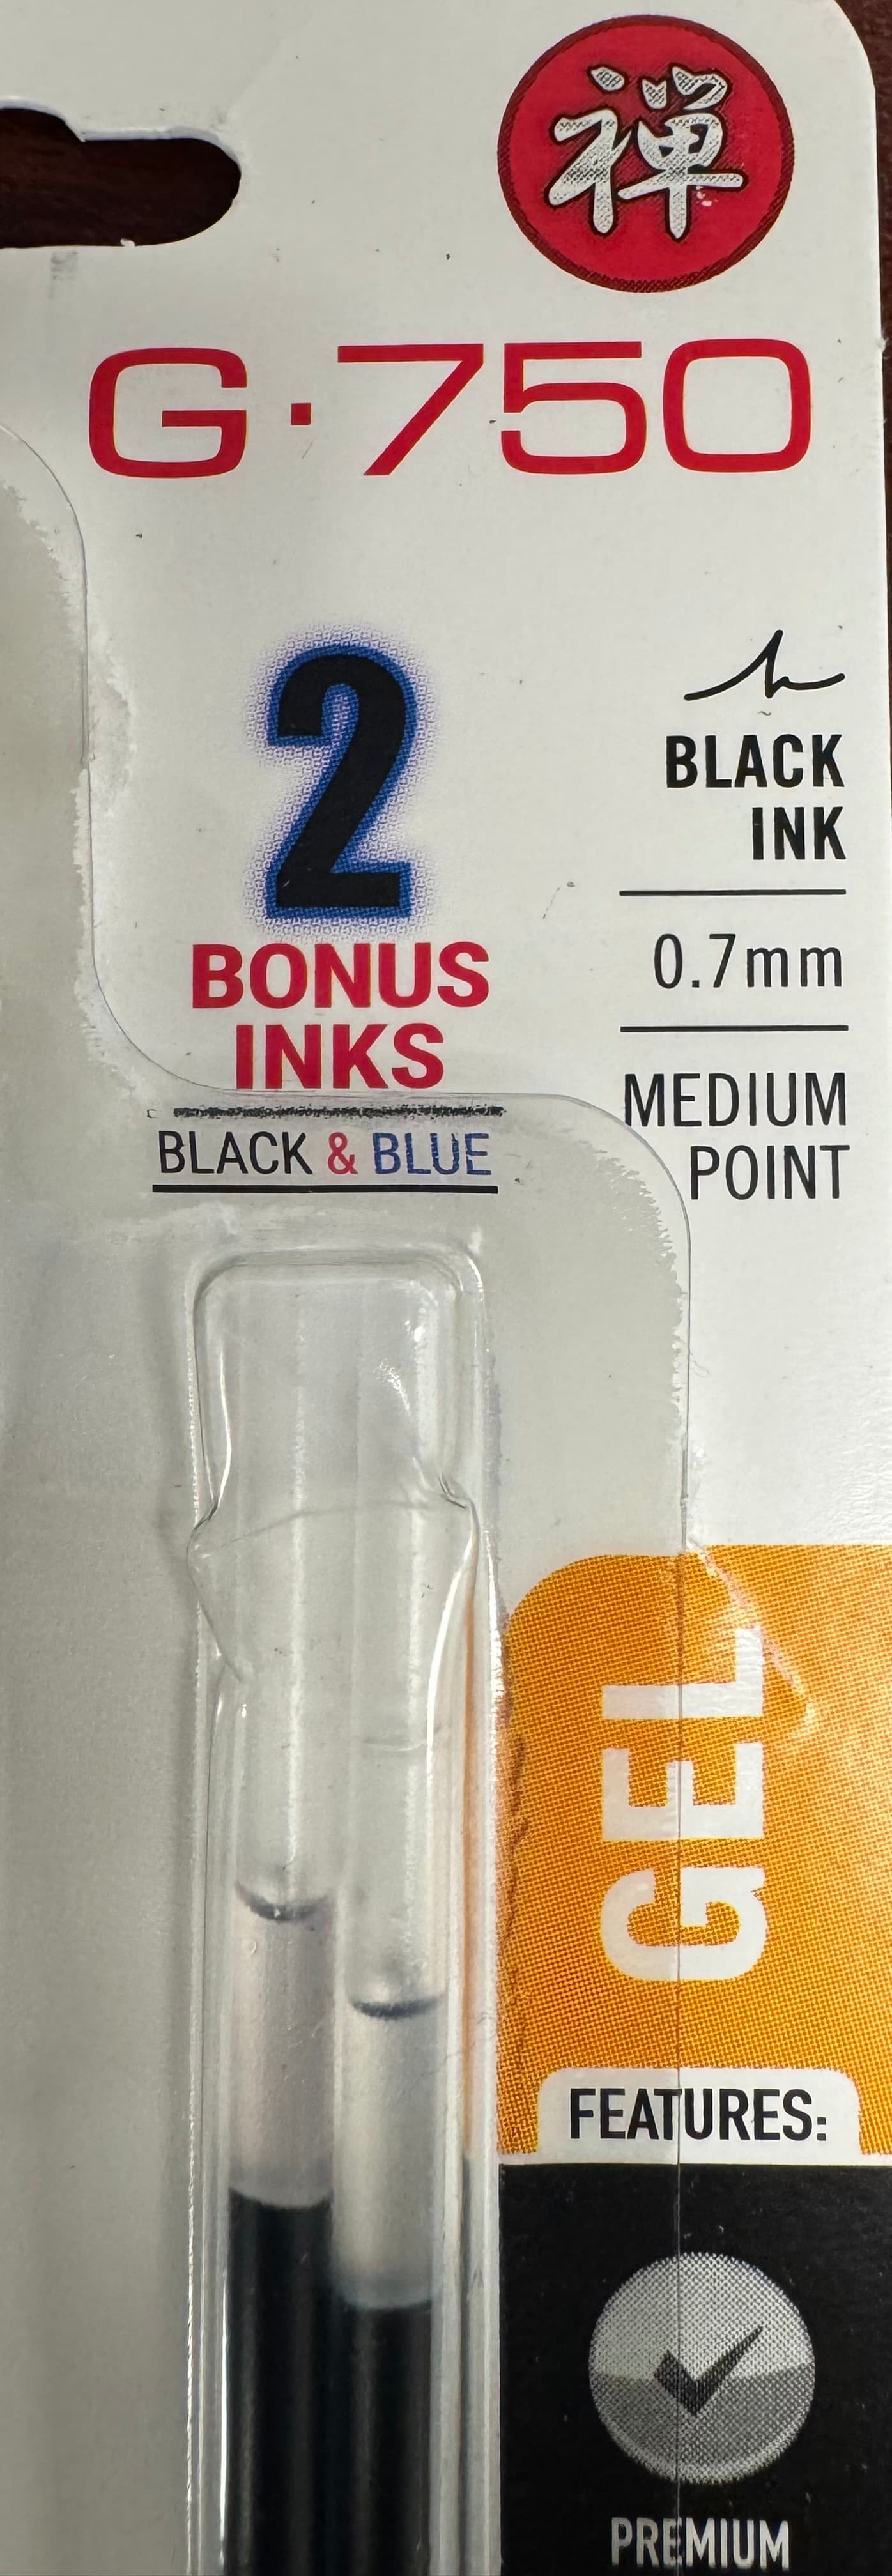 禅
G·750
2
BONUS
INKS
BLACK & BLUE
BLACK
INK
0.7mm
MEDIUM
POINT
GEL
FEATURES:
PREMIUM